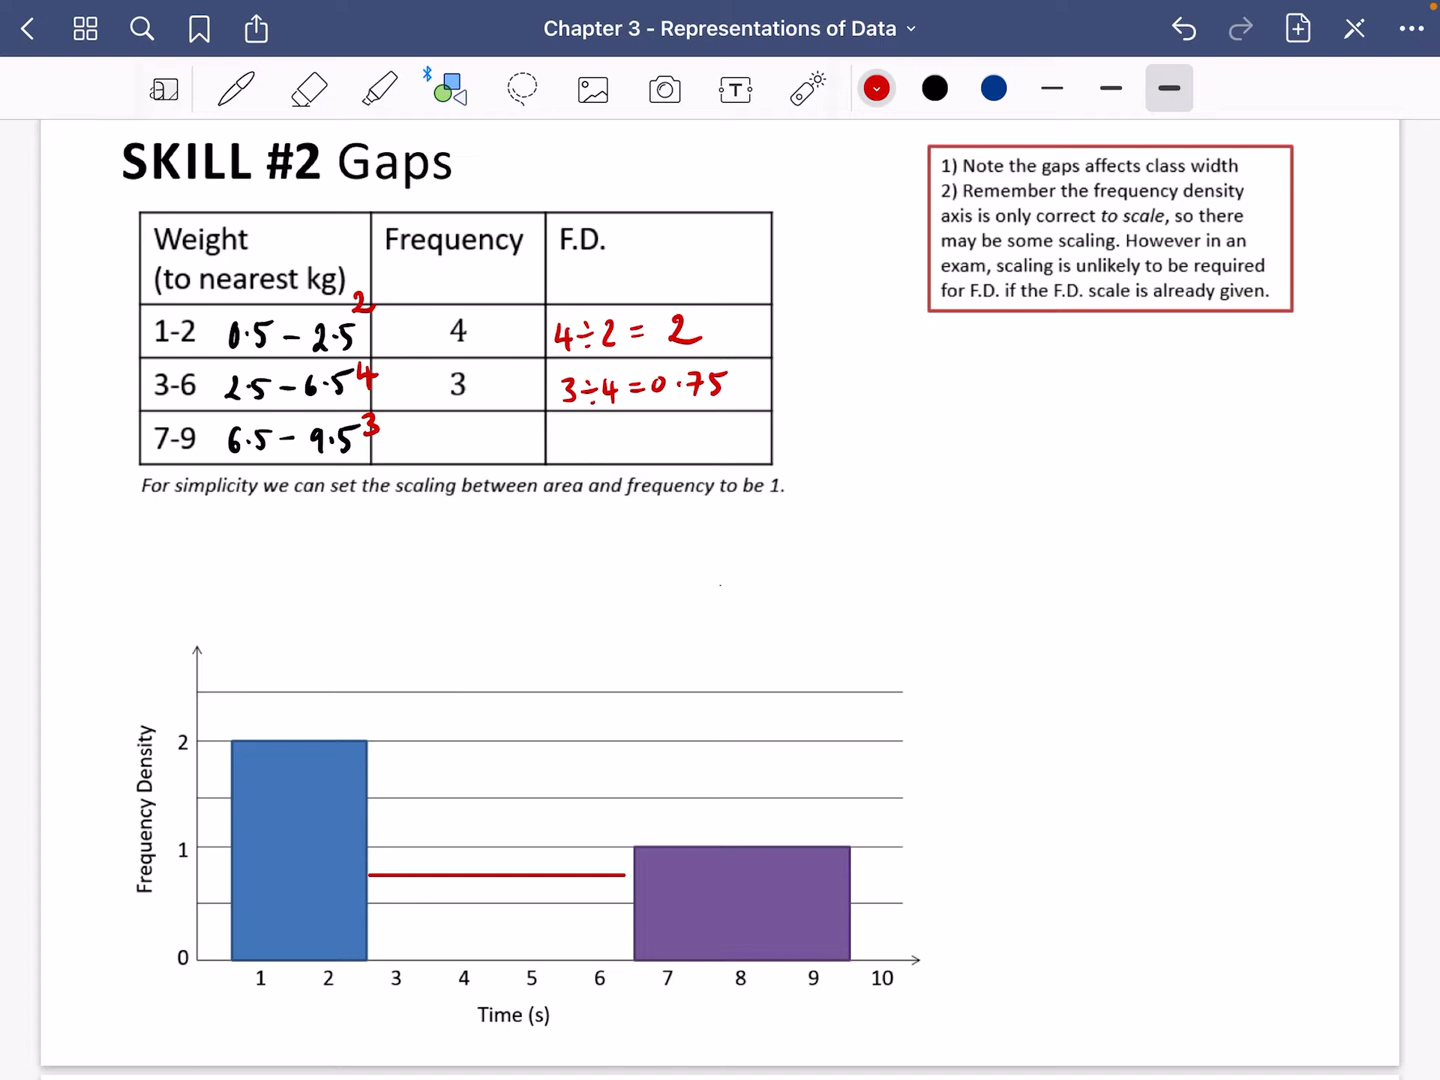 Chapter 3 - Representations of Data
SKILL #2 Gaps
1) Note the gaps affects class width
2) Remember the frequency density
axis is only correct to scale, so there
may be some scaling. However in an
exam, scaling is unlikely to be required
for F.D. if the F.D. scale is already given.
Weight
(to nearest kg)
Frequency
F.D.
1-2 0.5 – 2.5 2 4 4÷2 = 2
3-6 2.5 – 6.5 4 3 3÷4 = 0.75
7-9 6.5 – 9.5 3
For simplicity we can set the scaling between area and frequency to be 1.
Frequency Density
2
1
0
1 2 3 4 5 6 7 8 9 10
Time (s)